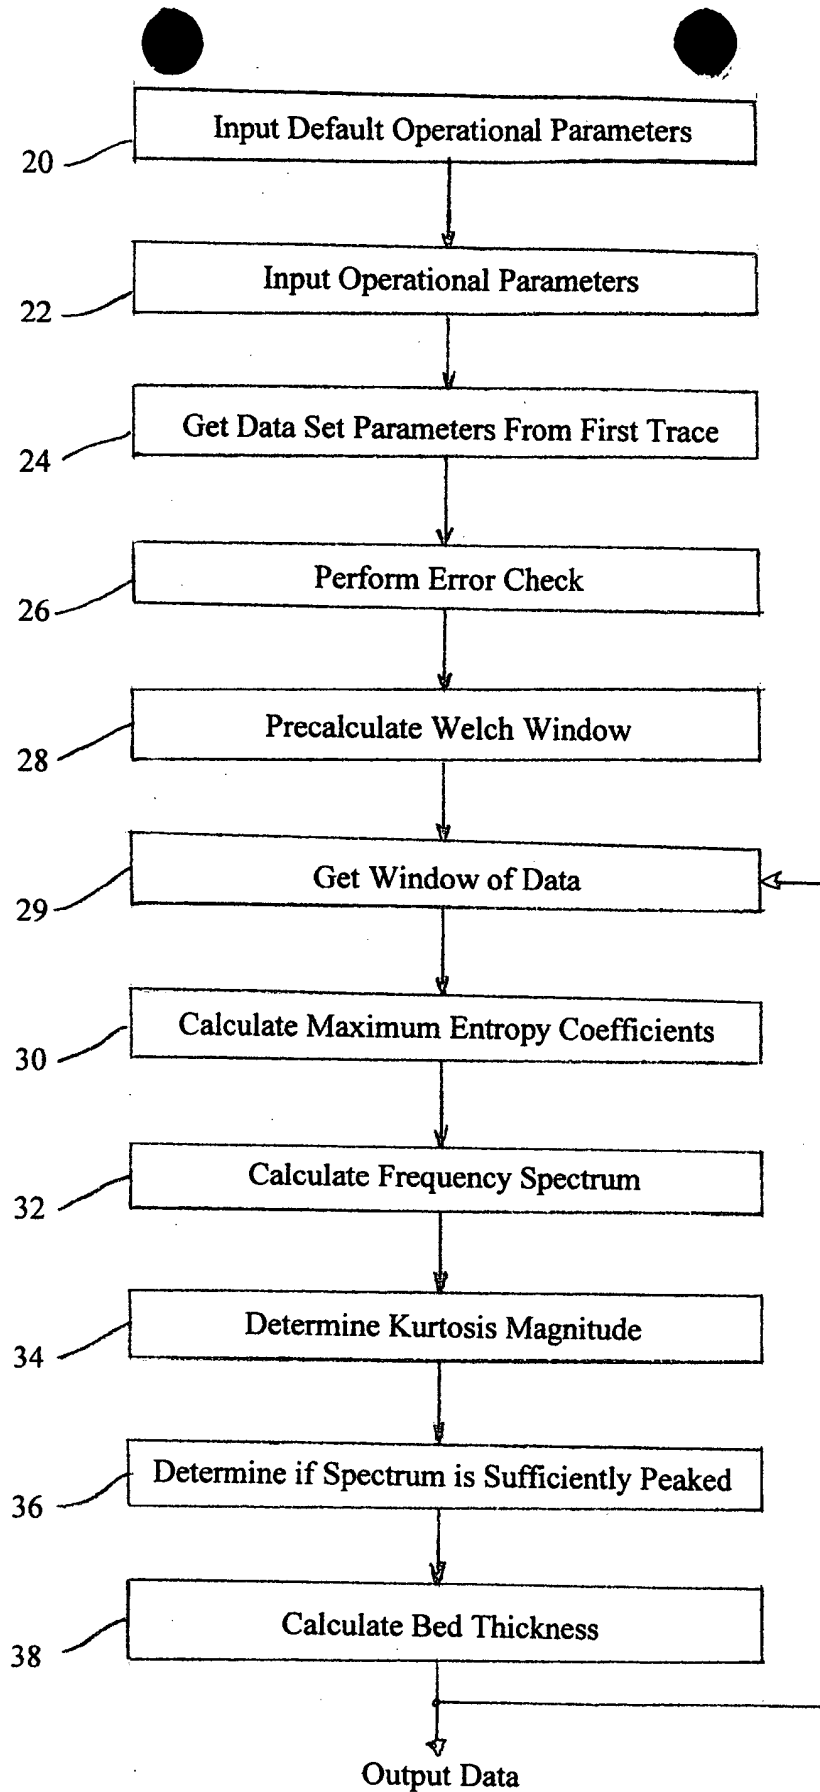 Input Default Operational Parameters
20
Input Operational Parameters
22
Get Data Set Parameters From First Trace
24
Perform Error Check
26
Precalculate Welch Window
28
Get Window of Data
29
Calculate Maximum Entropy Coefficients
30
Calculate Frequency Spectrum
32
Determine Kurtosis Magnitude
34
Determine if Spectrum is Sufficiently Peaked
36
Calculate Bed Thickness
38
Output Data